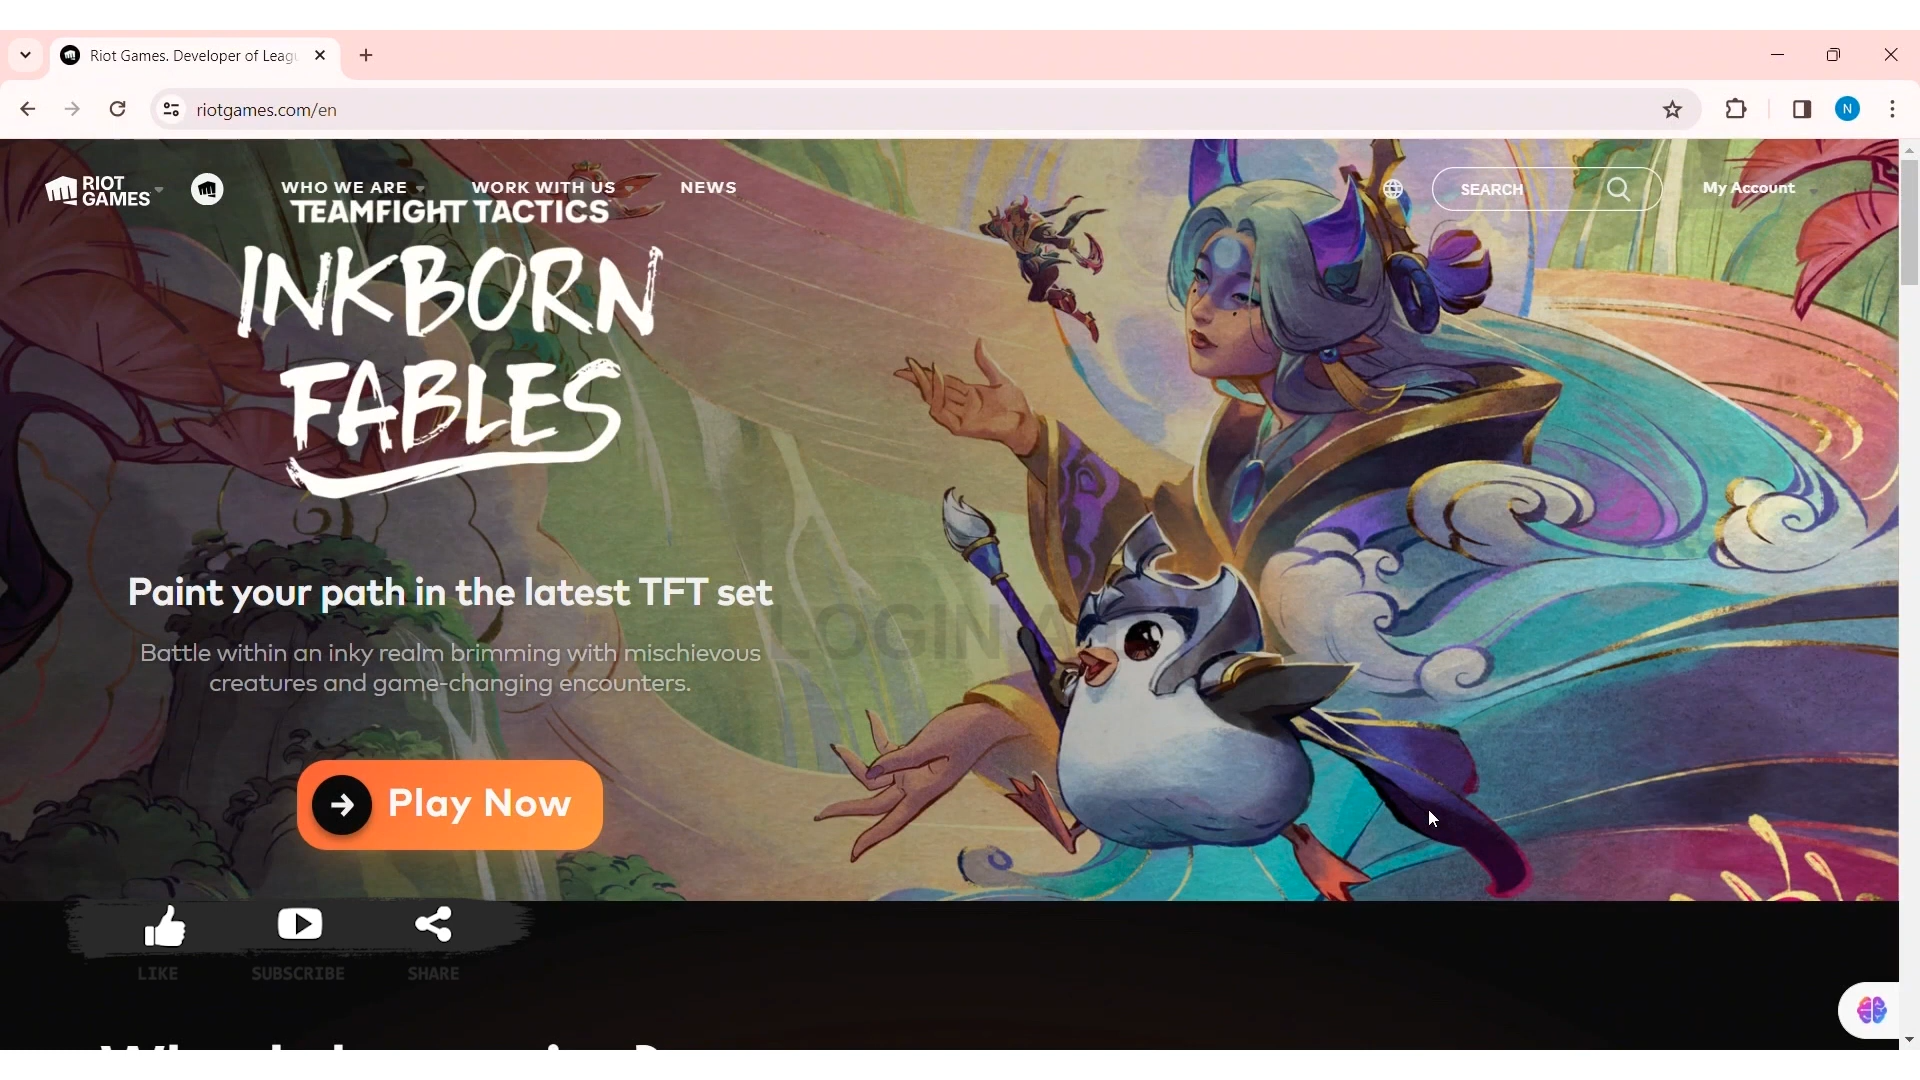 Riot Games. Developer of Leagu
riotgames.com/en
N
RIOT GAMES
WHO WE ARE
WORK WITH US
NEWS
SEARCH
My Account
TEAMFIGHT TACTICS
INKBORN
FABLES
Paint your path in the latest TFT set
Battle within an inky realm brimming with mischievous
creatures and game-changing encounters.
LOGIN
Play Now
LIKE
SUBSCRIBE
SHARE